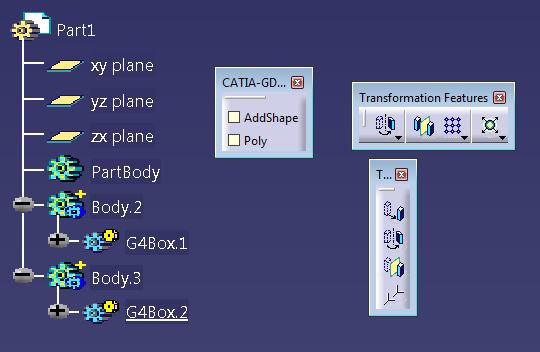 Part1
xy plane
yz plane
zx plane
PartBody
Body.2
G4Box.1
Body.3
G4Box.2
CATIA-GD...
AddShape
Poly
Transformation Features
T...